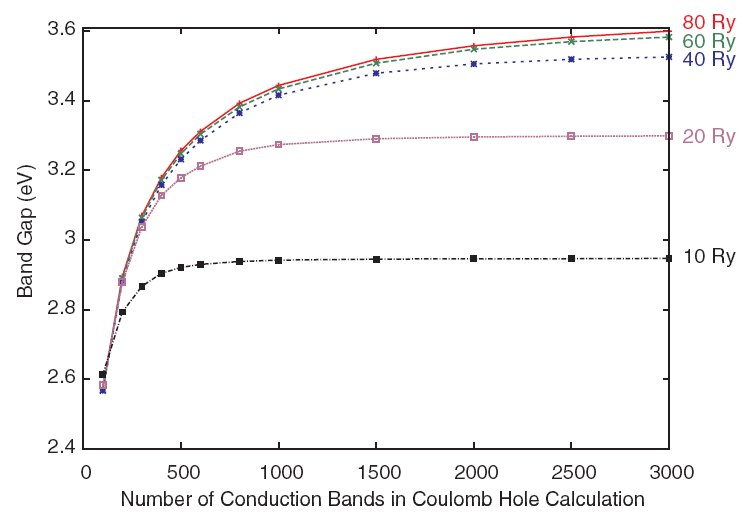 3.6
3.4
3.2
3
2.8
2.6
2.4
Band Gap (eV)
80 Ry
60 Ry
40 Ry
20 Ry
10 Ry
0 500 1000 1500 2000 2500 3000
Number of Conduction Bands in Coulomb Hole Calculation